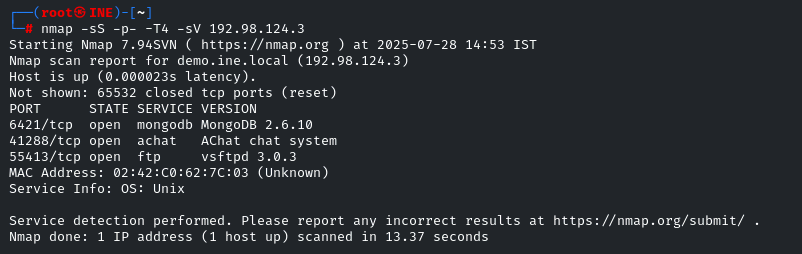 ┌──(root㉿INE)-[~]
└─# nmap -sS -p- -T4 -sV 192.98.124.3
Starting Nmap 7.94SVN ( https://nmap.org ) at 2025-07-28 14:53 IST
Nmap scan report for demo.ine.local (192.98.124.3)
Host is up (0.000023s latency).
Not shown: 65532 closed tcp ports (reset)
PORT      STATE SERVICE VERSION
6421/tcp  open  mongodb MongoDB 2.6.10
41288/tcp open  achat   AChat chat system
55413/tcp open  ftp     vsftpd 3.0.3
MAC Address: 02:42:C0:62:7C:03 (Unknown)
Service Info: OS: Unix
Service detection performed. Please report any incorrect results at https://nmap.org/submit/ .
Nmap done: 1 IP address (1 host up) scanned in 13.37 seconds